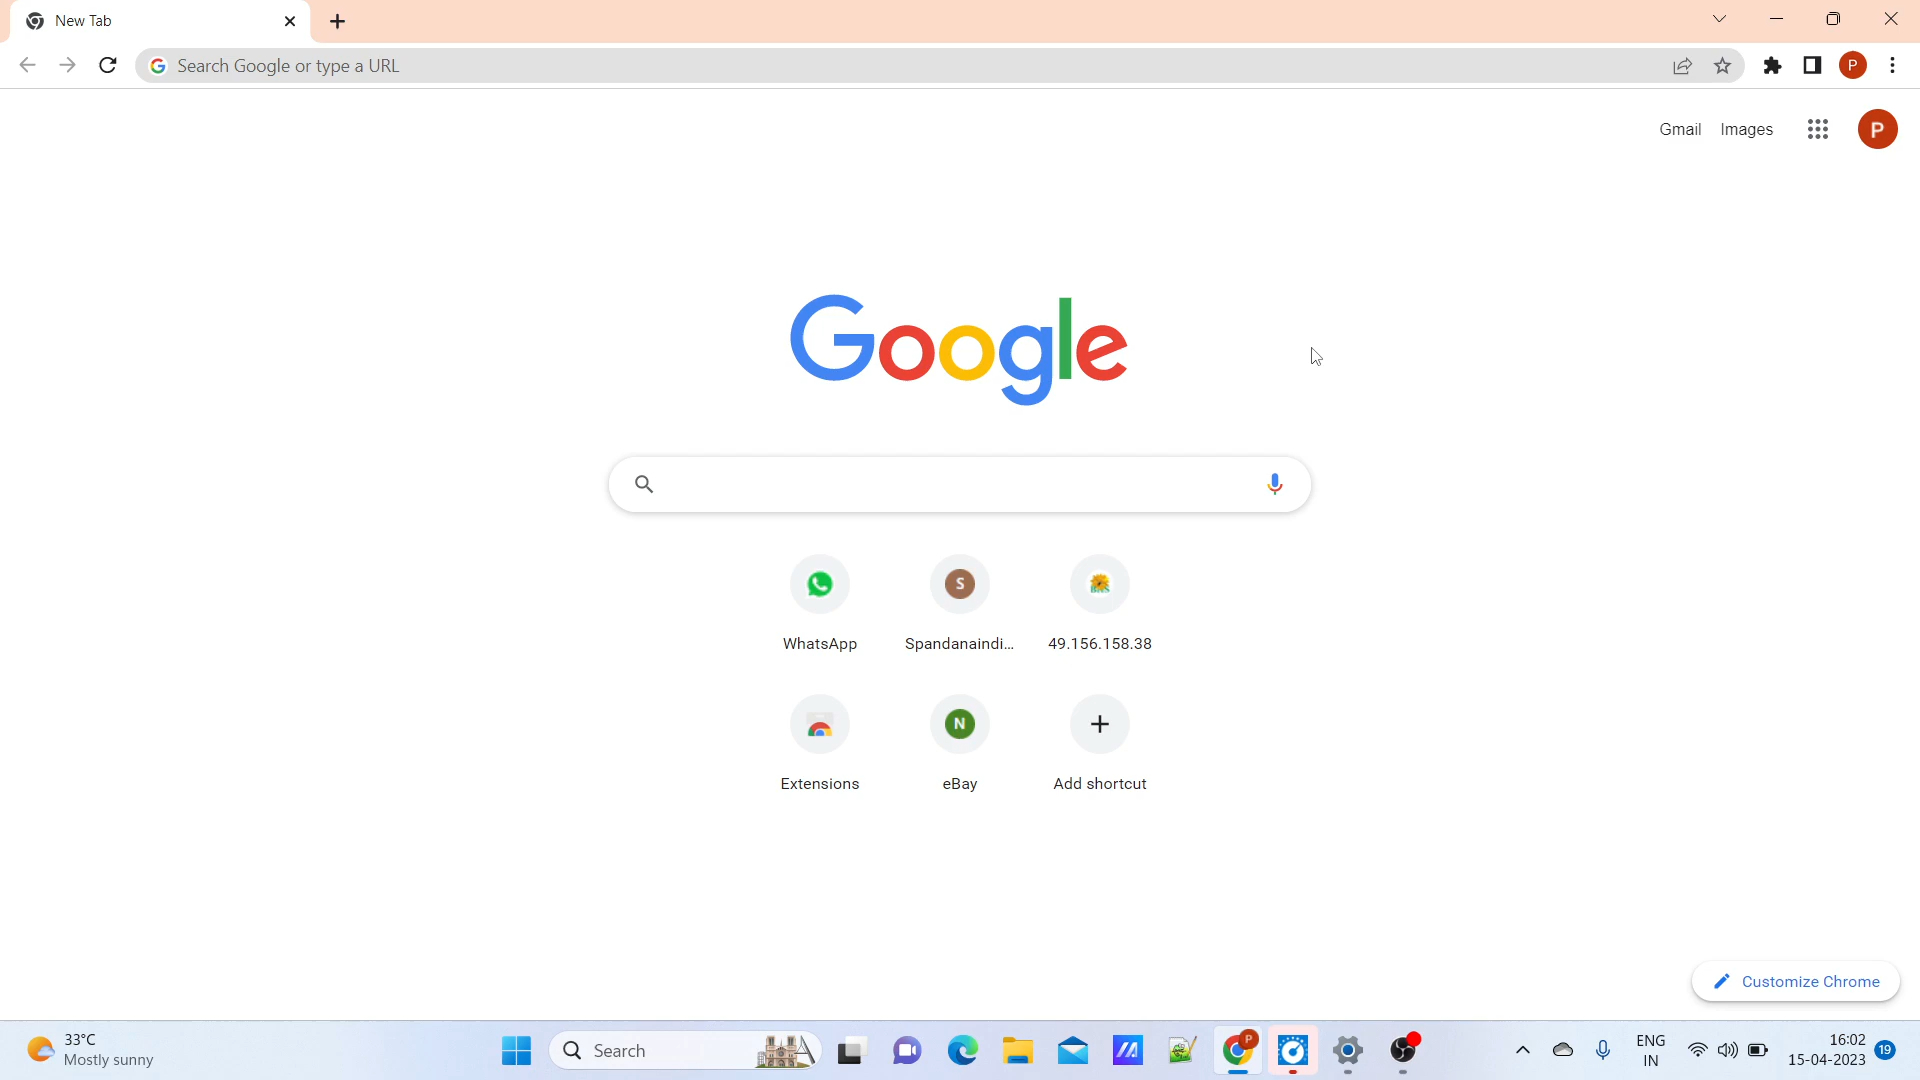 New Tab
Search Google or type a URL
P
Gmail Images P
Google
WhatsApp
S
Spandanaindi...
BMS
49.156.158.38
Extensions
N
eBay
Add shortcut
Customize Chrome
33°C
Mostly sunny
Search
P
ENG
IN
16:02
15-04-2023
19